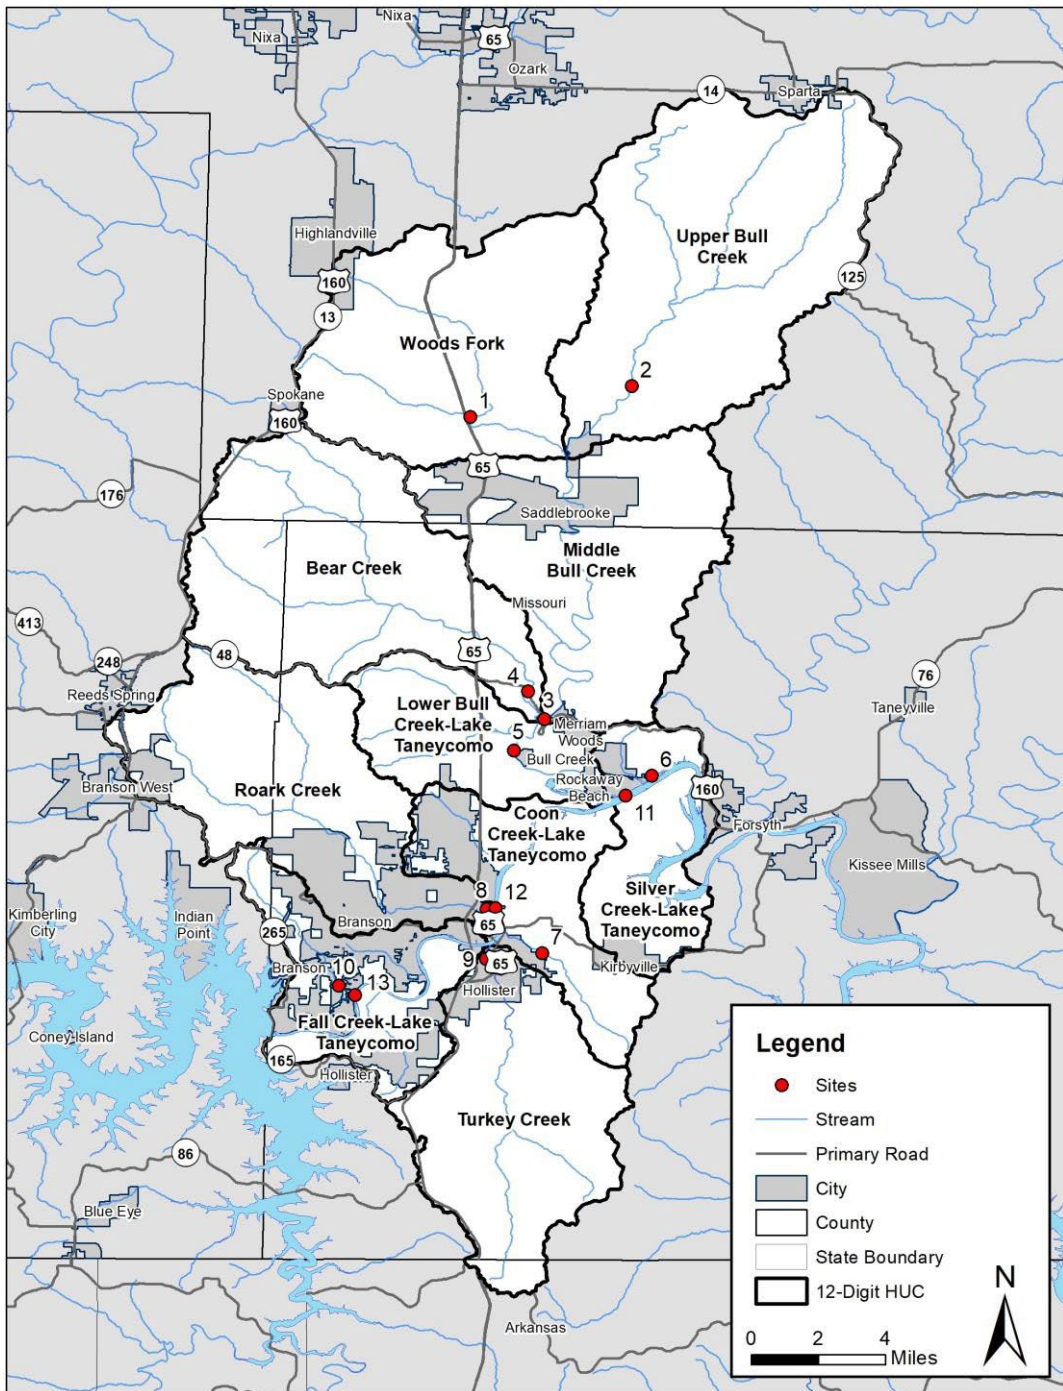 Nixa
Nixa
65
Ozark
14
Sparta
Highlandville
Upper Bull
Creek
125
160
13
Woods Fork
2
Spokane
1
160
65
176
Saddlebrooke
Middle
Bull Creek
Bear Creek
Missouri
413
48
65
248
4
76
Reeds Spring
Lower Bull
Creek-Lake
Taneycomo
3
Taneyville
Merriam
Woods
5
Bull Creek
6
Rockaway
Beach
160
Branson West
Roark Creek
11
Coon
Creek-Lake
Taneycomo
Forsyth
Kissee Mills
8
12
Silver
Creek-Lake
Taneycomo
Kimberling
City
Indian
Point
Branson
65
265
7
9
65
Kirbyville
Branson
10
13
Hollister
Fall Creek-Lake
Taneycomo
Coney Island
165
Hollister
Turkey Creek
86
Blue Eye
Arkansas
Legend
Sites
Stream
Primary Road
City
County
State Boundary
12-Digit HUC
N
0 2 4
Miles